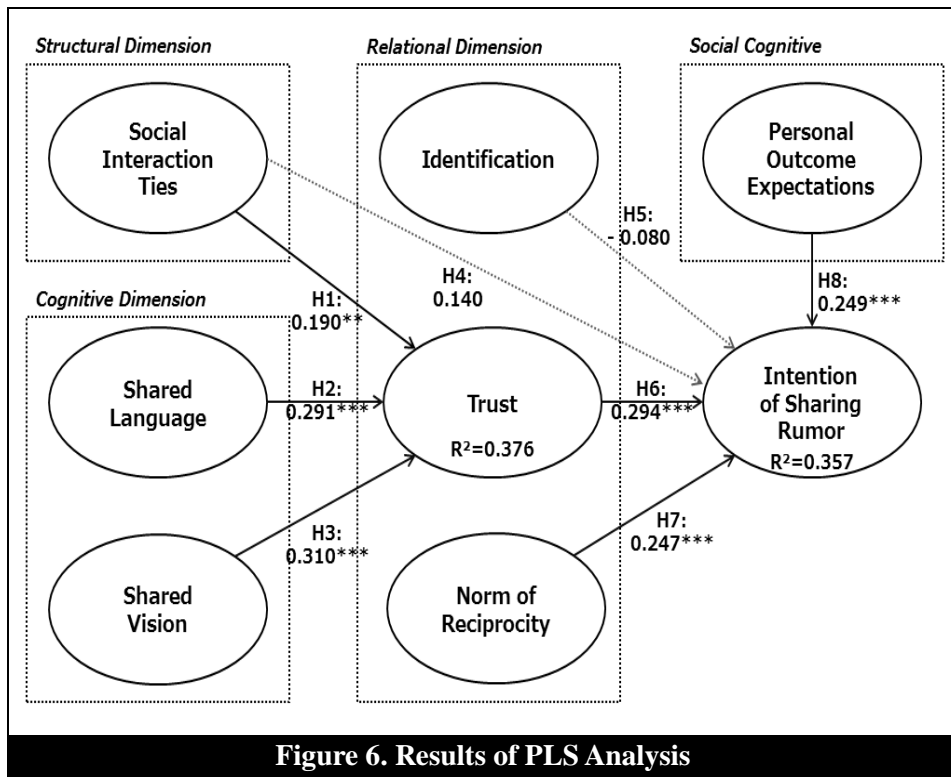 Structural Dimension
Relational Dimension
Social Cognitive
Social
Interaction
Ties
Identification
Personal
Outcome
Expectations
H5:
- 0.080
H4:
0.140
H8:
0.249***
Cognitive Dimension
H1:
0.190**
Shared
Language
H2:
0.291***
Trust
R²=0.376
H6:
0.294***
Intention
of Sharing
Rumor
R²=0.357
H3:
0.310***
H7:
0.247***
Shared
Vision
Norm of
Reciprocity
Figure 6. Results of PLS Analysis